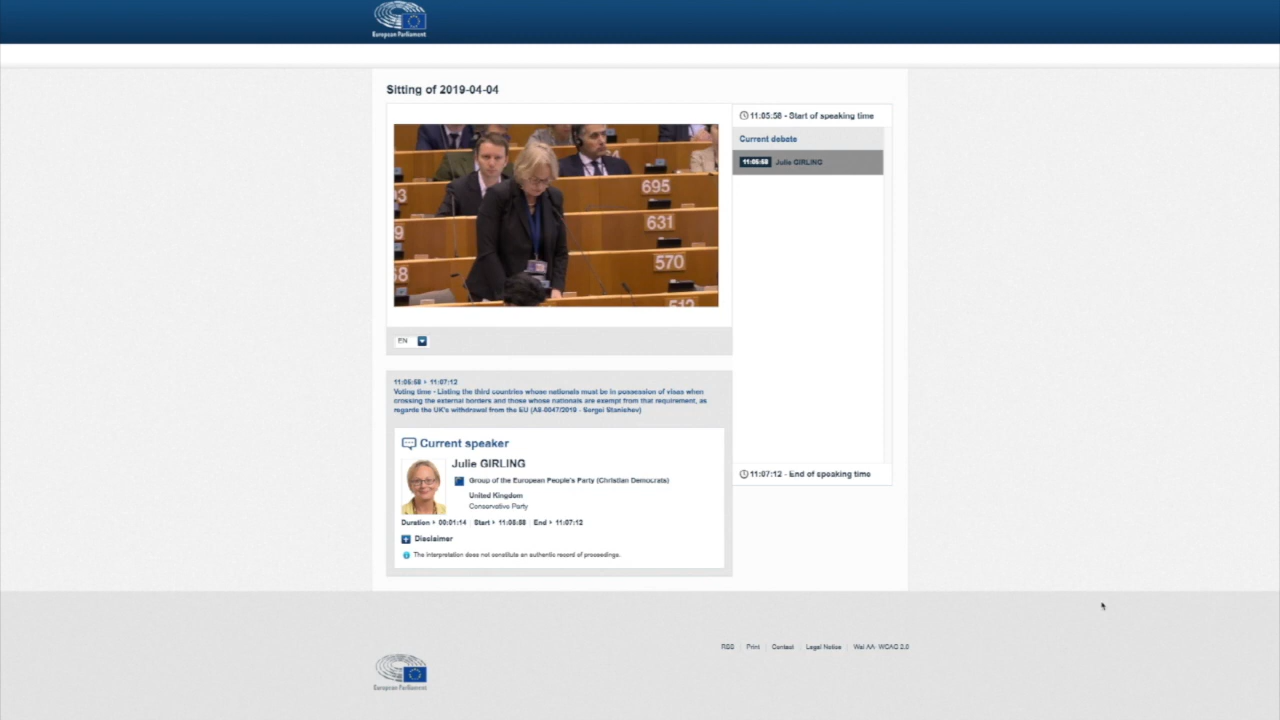 European Parliament
Sitting of 2019-04-04
11:05:58 - Start of speaking time
Current debate
11:05:58 Julie GIRLING
695
631
570
512
EN
11:05:58 11:07:12
Voting time - Listing the third countries whose nationals must be in possession of visas when
crossing the external borders and those whose nationals are exempt from that requirement, as
regards the UK's withdrawal from the EU (A8-0047/2019 - Sergei Stanishev)
Current speaker
Julie GIRLING
Group of the European People's Party (Christian Democrats)
United Kingdom
Conservative Party
Duration 00:01:14 Start 11:05:58 End 11:07:12
Disclaimer
The interpretation does not constitute an authentic record of proceedings.
11:07:12 - End of speaking time
RSS Print Contact Legal Notice Wai AA WCAG 2.0
European Parliament